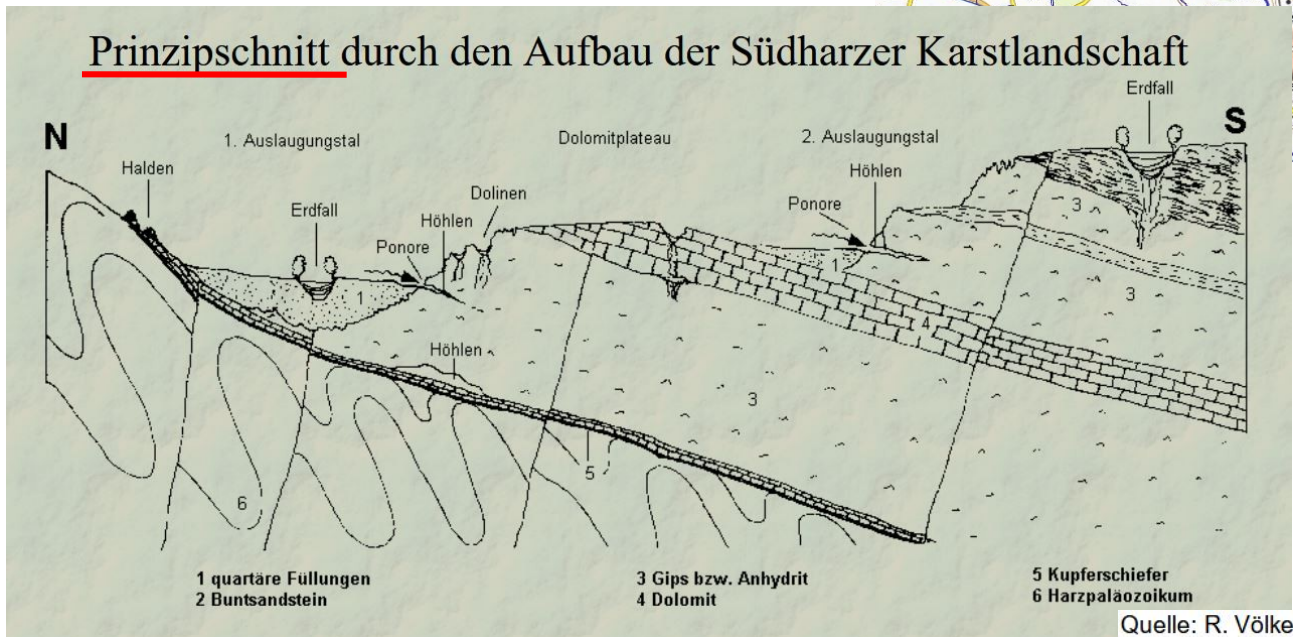 Prinzipschnitt durch den Aufbau der Südharzer Karstlandschaft
Erdfall
N
S
1. Auslaugungstal
Dolomitplateau
2. Auslaugungstal
Halden
Höhlen
Dolinen
Erdfall
Höhlen
Ponore
Ponore
2
3
1
1
3
4
Höhlen
3
5
6
1 quartäre Füllungen
2 Buntsandstein
3 Gips bzw. Anhydrit
4 Dolomit
5 Kupferschiefer
6 Harzpaläozoikum
Quelle: R. Völke